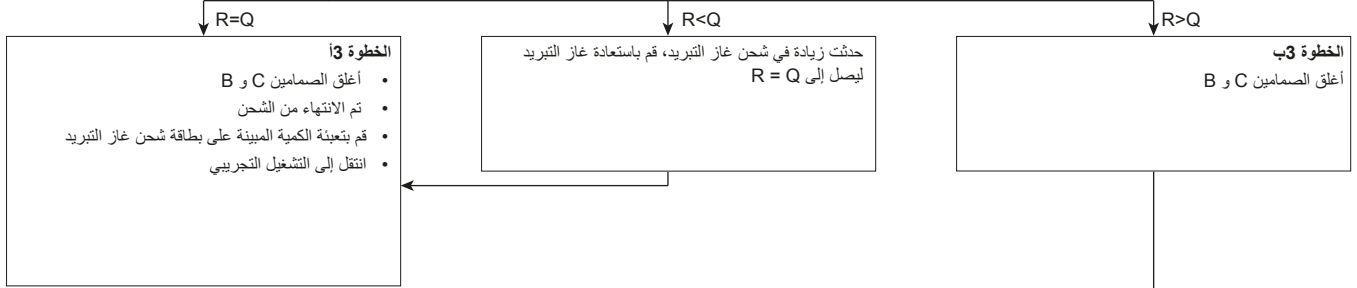 R>Q
الخطوة 3ب
أغلق الصمامين C و B
R<Q
حدثت زيادة في شحن غاز التبريد، قم باستعادة غاز التبريد
ليصل إلى R = Q
R=Q
الخطوة 3أ
• أغلق الصمامين C و B
• تم الانتهاء من الشحن
• قم بتعبئة الكمية المبينة على بطاقة شحن غاز التبريد
• انتقل إلى التشغيل التجريبي